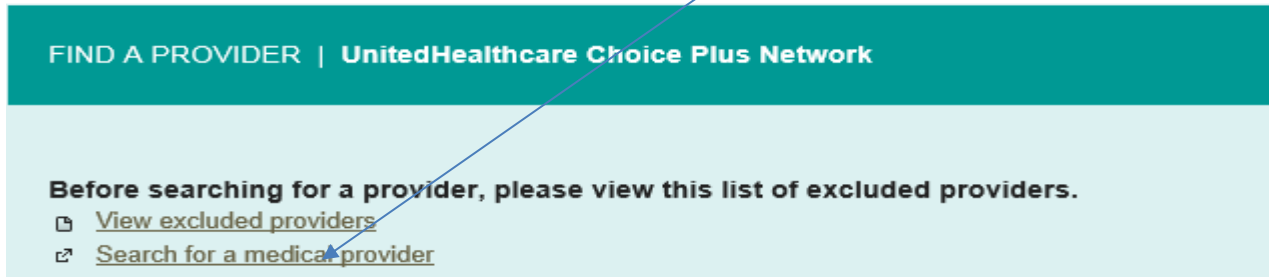 FIND A PROVIDER | UnitedHealthcare Choice Plus Network
Before searching for a provider, please view this list of excluded providers.
View excluded providers
Search for a medical provider